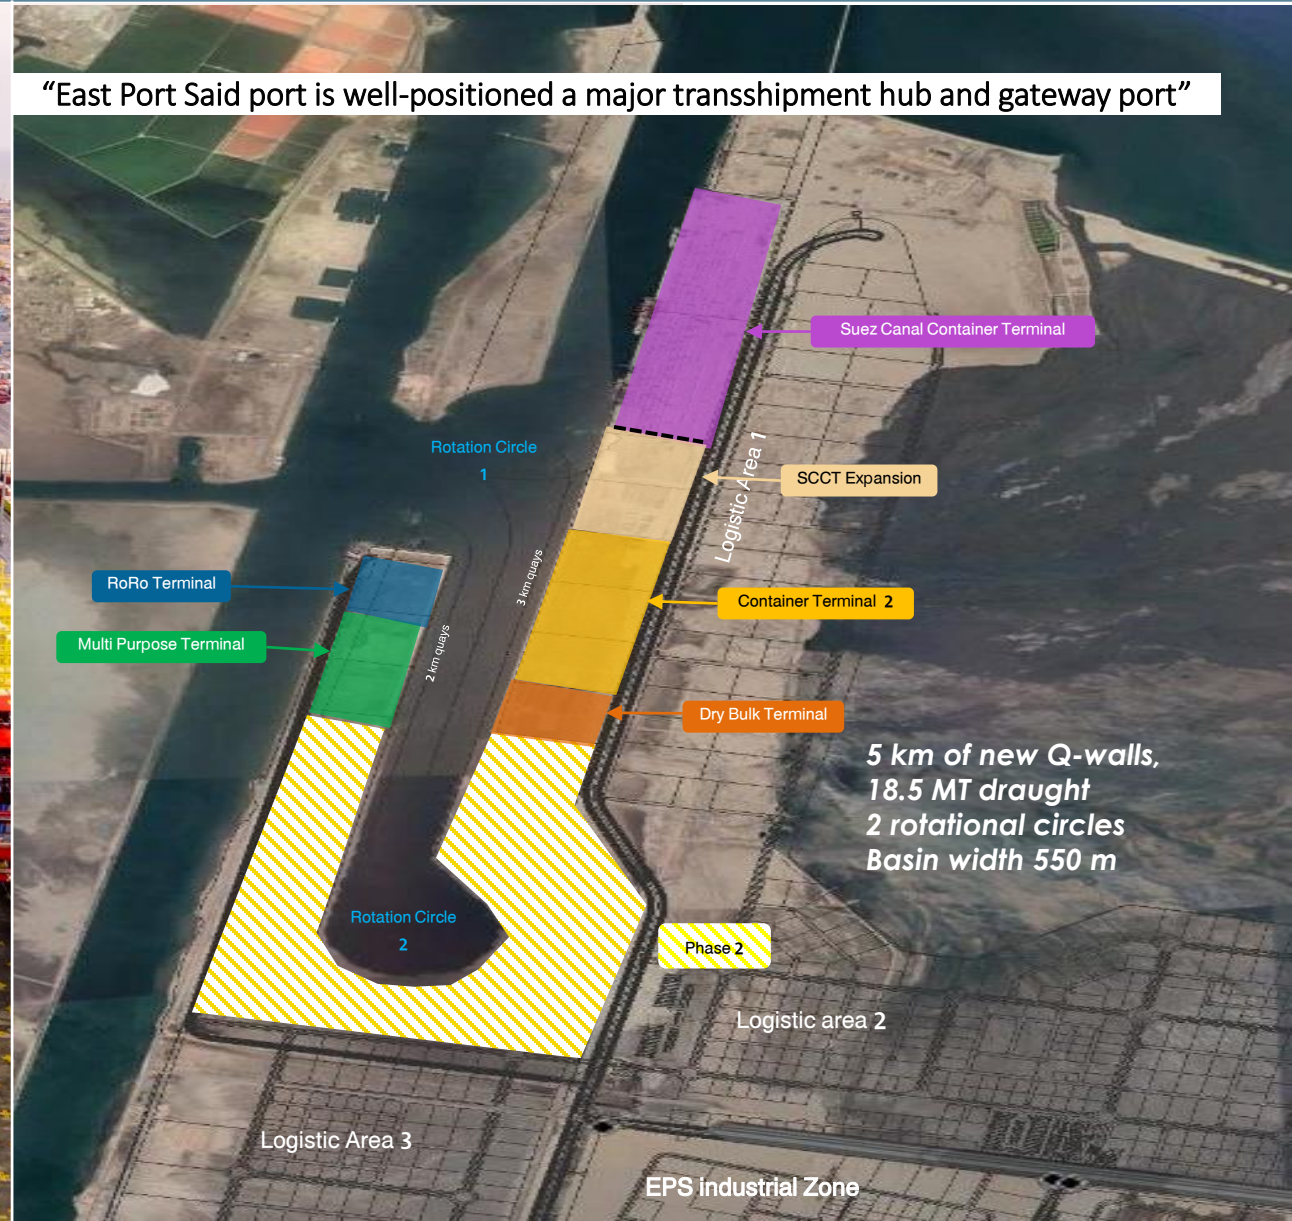 “East Port Said port is well-positioned a major transshipment hub and gateway port”
Suez Canal Container Terminal
Rotation Circle
1
Logistic Area 1
SCCT Expansion
3 km quays
RoRo Terminal
Container Terminal 2
Multi Purpose Terminal
2 km quays
Dry Bulk Terminal
5 km of new Q-walls,
18.5 MT draught
2 rotational circles
Basin width 550 m
Rotation Circle
2
Phase 2
Logistic area 2
Logistic Area 3
EPS industrial Zone